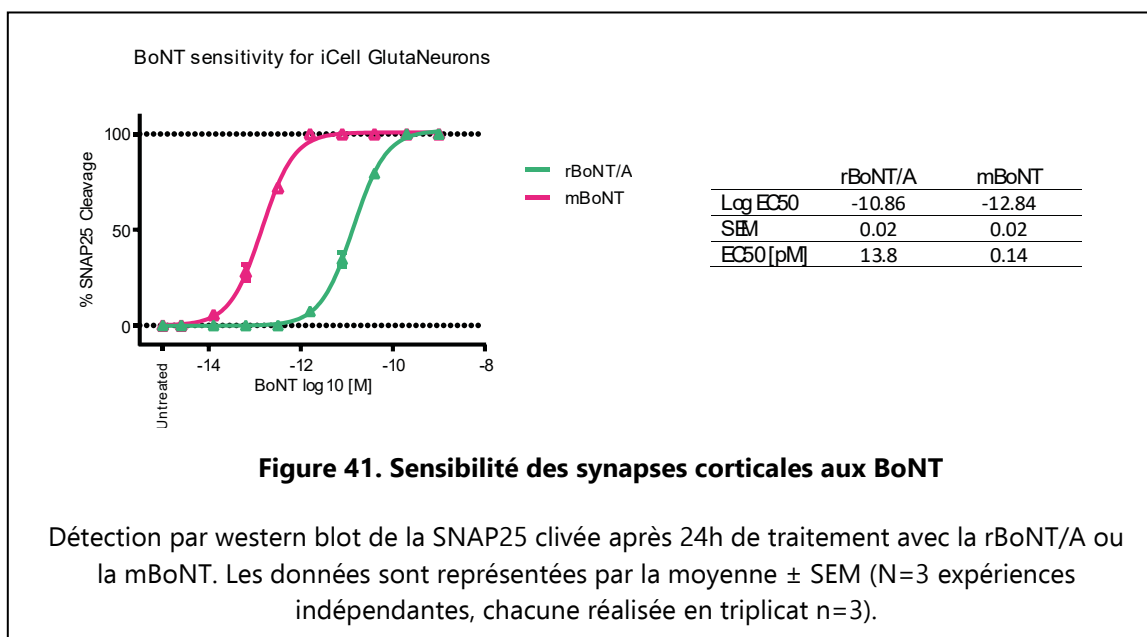 BoNT sensitivity for iCell GlutaNeurons
100
50
0
% SNAP25 Cleavage
Untreated
-14
-12
-10
-8
BoNT log10 [M]
rBoNT/A
mBoNT
rBoNT/A mBoNT
Log EC50 -10.86 -12.84
SEM 0.02 0.02
EC50 [pM] 13.8 0.14
Figure 41. Sensibilité des synapses corticales aux BoNT
Détection par western blot de la SNAP25 clivée après 24h de traitement avec la rBoNT/A ou
la mBoNT. Les données sont représentées par la moyenne ± SEM (N=3 expériences
indépendantes, chacune réalisée en triplicat n=3).